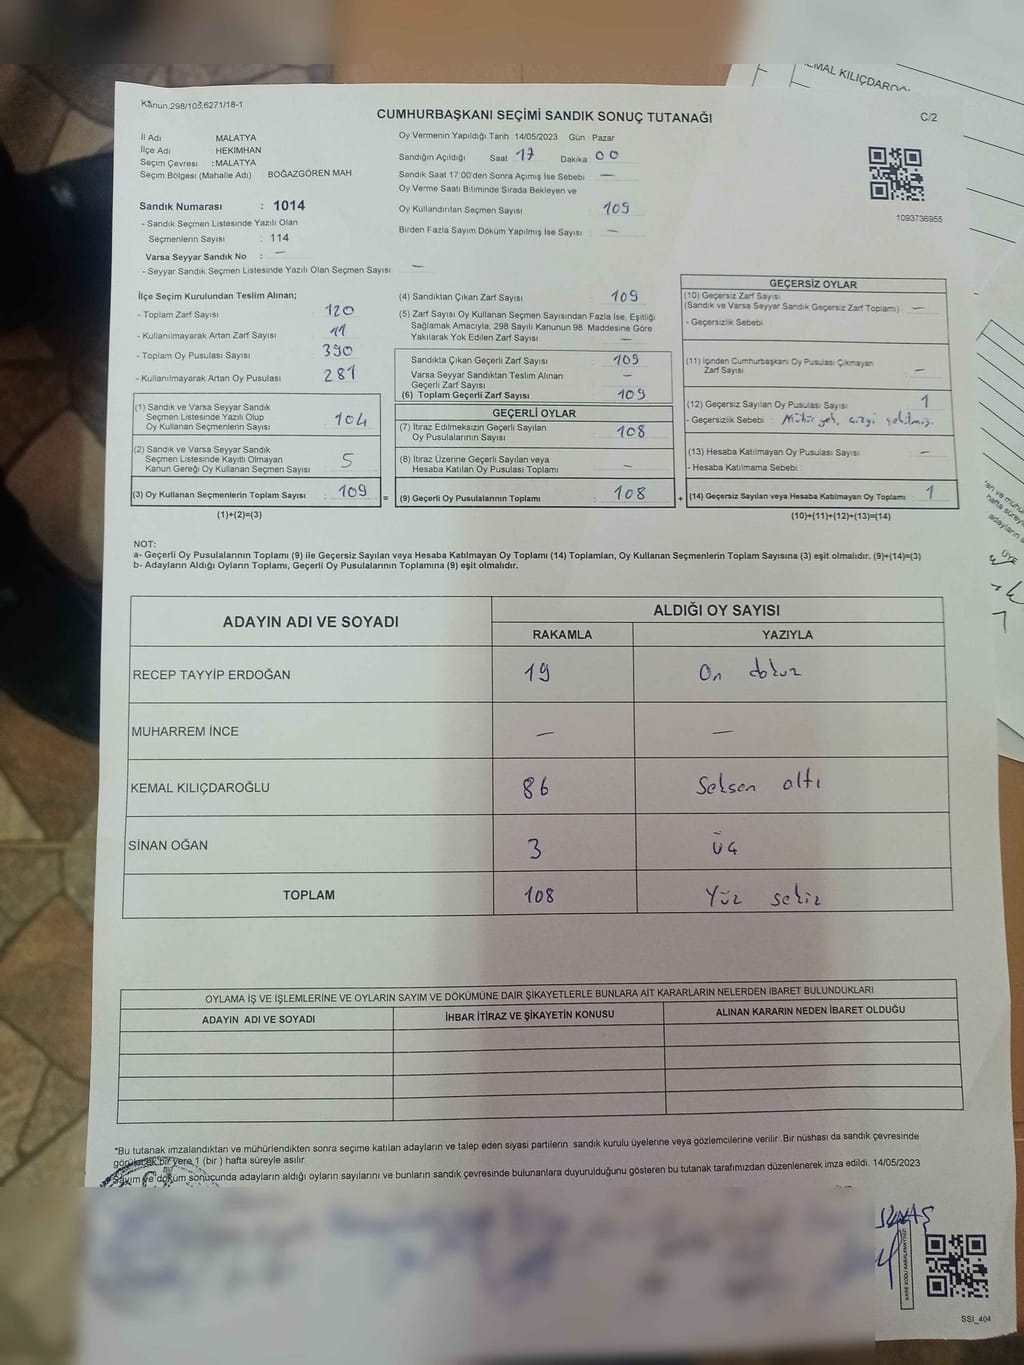 Kanun.298/105,6271/18-1
CUMHURBAŞKANI SEÇİMİ SANDIK SONUÇ TUTANAĞI
C/2
İl Adı MALATYA
İlçe Adı HEKİMHAN
Seçim Çevresi : MALATYA
Seçim Bölgesi (Mahalle Adı) BOĞAZGÖREN MAH
Sandık Numarası : 1014
- Sandık Seçmen Listesinde Yazılı Olan
Seçmenlerin Sayısı : 114
Varsa Seyyar Sandık No : —
- Seyyar Sandık Seçmen Listesinde Yazılı Olan Seçmen Sayısı —
Oy Vermenin Yapıldığı Tarih 14/05/2023 Gün Pazar
Sandığın Açıldığı Saat 17 Dakika 00
Sandık Saat 17:00'den Sonra Açımış İse Sebebi —
Oy Verme Saati Bitiminde Sırada Bekleyen ve
Oy Kullandırılan Seçmen Sayısı 109
Birden Fazla Sayım Döküm Yapılmış İse Sayısı —
1093736955
İlçe Seçim Kurulundan Teslim Alınan;
- Toplam Zarf Sayısı 120
- Kullanılmayarak Artan Zarf Sayısı 11
- Toplam Oy Pusulası Sayısı 390
- Kullanılmayarak Artan Oy Pusulası 281
(1) Sandık ve Varsa Seyyar Sandık
Seçmen Listesinde Yazılı Olup
Oy Kullanan Seçmenlerin Sayısı 104
(2) Sandık ve Varsa Seyyar Sandık
Seçmen Listesinde Kayıtlı Olmayan
Kanun Gereği Oy Kullanan Seçmen Sayısı 5
(3) Oy Kullanan Seçmenlerin Toplam Sayısı : 109 =
(1)+(2)=(3)
(4) Sandıktan Çıkan Zarf Sayısı 109
(5) Zarf Sayısı Oy Kullanan Seçmen Sayısından Fazla İse, Eşitliği
Sağlamak Amacıyla, 298 Sayılı Kanunun 98. Maddesine Göre
Yakılarak Yok Edilen Zarf Sayısı —
Sandıkta Çıkan Geçerli Zarf Sayısı 109
Varsa Seyyar Sandıktan Teslim Alınan
Geçerli Zarf Sayısı —
(6) Toplam Geçerli Zarf Sayısı 109
GEÇERLİ OYLAR
(7) İtiraz Edilmeksizin Geçerli Sayılan
Oy Pusulalarının Sayısı 108
(8) İtiraz Üzerine Geçerli Sayılan veya
Hesaba Katılan Oy Pusulası Toplamı —
(9) Geçerli Oy Pusulalarının Toplamı : 108 +
GEÇERSİZ OYLAR
(10) Geçersiz Zarf Sayısı
(Sandık ve Varsa Seyyar Sandık Geçersiz Zarf Toplamı) —
- Geçersizlik Sebebi
(11) İçinden Cumhurbaşkanı Oy Pusulası Çıkmayan
Zarf Sayısı —
(12) Geçersiz Sayılan Oy Pusulası Sayısı 1
- Geçersizlik Sebebi : Mühür yok, çizgi
(13) Hesaba Katılmayan Oy Pusulası Sayısı —
- Hesaba Katılmama Sebebi
(14) Geçersiz Sayılan veya Hesaba Katılmayan Oy Toplamı 1
(10)+(11)+(12)+(13)=(14)
NOT:
a- Geçerli Oy Pusulalarının Toplamı (9) ile Geçersiz Sayılan veya Hesaba Katılmayan Oy Toplamı (14) Toplamları, Oy Kullanan Seçmenlerin Toplam Sayısına (3) eşit olmalıdır. (9)+(14)=(3)
b- Adayların Aldığı Oyların Toplamı, Geçerli Oy Pusulalarının Toplamına (9) eşit olmalıdır.
ADAYIN ADI VE SOYADI
ALDIĞI OY SAYISI
RAKAMLA YAZIYLA
RECEP TAYYİP ERDOĞAN 19 On dokuz
MUHARREM İNCE — —
KEMAL KILIÇDAROĞLU 86 Seksen altı
SİNAN OĞAN 3 üç
TOPLAM 108 Yüz sekiz
OYLAMA İŞ VE İŞLEMLERİNE VE OYLARIN SAYIM VE DÖKÜMÜNE DAİR ŞİKAYETLERLE BUNLARA AİT KARARLARIN NELERDEN İBARET BULUNDUKLARI
ADAYIN ADI VE SOYADI İHBAR İTİRAZ VE ŞİKAYETİN KONUSU ALINAN KARARIN NEDEN İBARET OLDUĞU
*Bu tutanak imzalandıktan ve mühürlendikten sonra seçime katılan adayların ve talep eden siyasi partilerin sandık kurulu üyelerine veya gözlemcilerine verilir. Bir nüshası da sandık çevresinde
bir yere 1 (bir) hafta süreyle asılır.
Sayım ve döküm sonucunda adayların aldığı oyların sayılarını ve bunların sandık çevresinde bulunanlara duyurulduğunu gösteren bu tutanak tarafımızdan düzenlenerek imza edildi. 14/05/2023
SSI_404
ÜYE